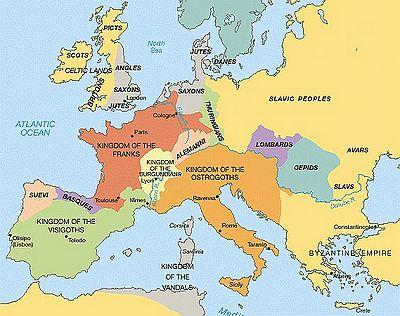 PICTS
North
Sea
SCOTS
CELTIC LANDS
ANGLES
JUTES
DANES
BRITONS
SAXONS
London
JUTES
SAXONS
THURINGIANS
SLAVIC PEOPLES
ATLANTIC
OCEAN
Cologne
Paris
KINGDOM OF
THE FRANKS
ALEMANNI
LOMBARDS
AVARS
GEPIDS
KINGDOM
OF THE
BURGUNDIANS
Lyon
KINGDOM OF THE
OSTROGOTHS
SLAVS
SUEVI
BASQUES
Toulouse
Nîmes
Ravenna
Danube R.
KINGDOM OF THE
VISIGOTHS
Corsica
Rome
Constantinople
Olisipo
(Lisbon)
Toledo
Sardinia
Taranto
BYZANTINE EMPIRE
KINGDOM
OF THE
VANDALS
Athens
Sicily
Crete